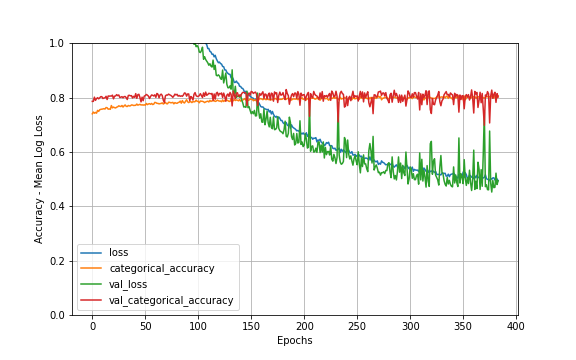 1.0
0.8
0.6
0.4
0.2
0.0
Accuracy - Mean Log Loss
loss
categorical_accuracy
val_loss
val_categorical_accuracy
0 50 100 150 200 250 300 350 400
Epochs